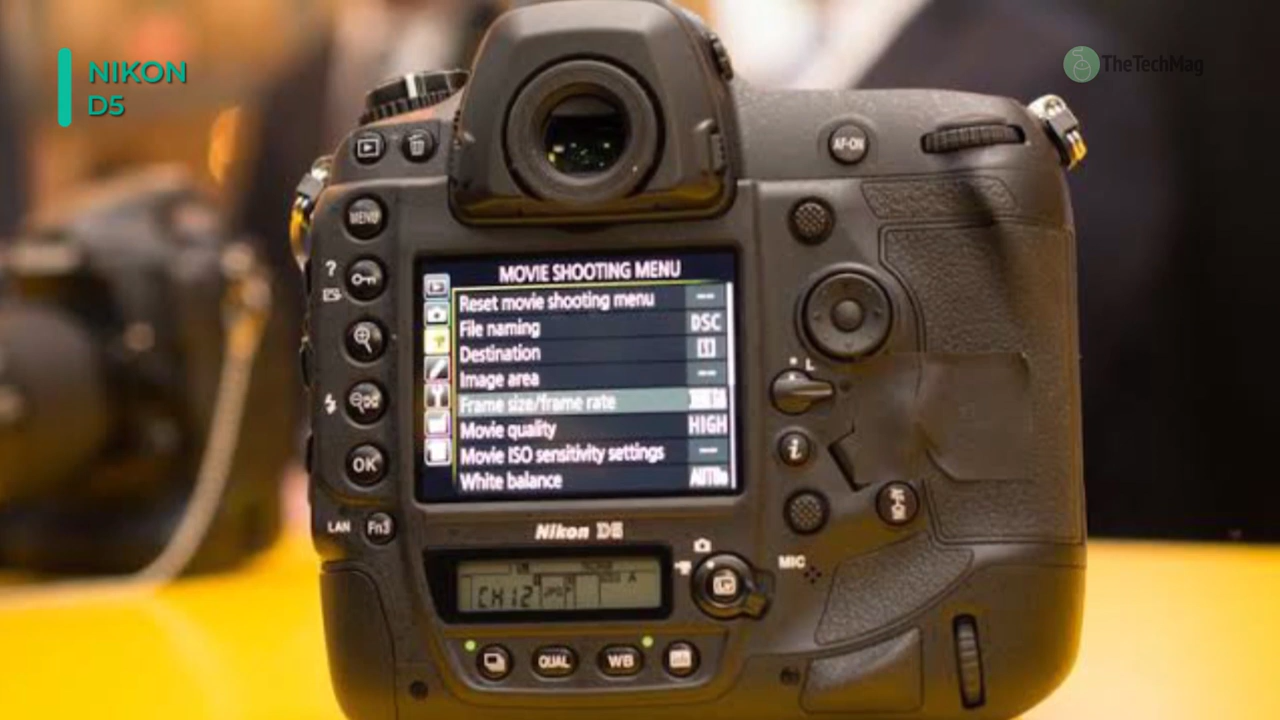 NIKON
D5
TheTechMag
AF-ON
MENU
MOVIE SHOOTING MENU
Reset movie shooting menu ---
File naming DSC
Destination
Image area ---
Frame size/frame rate
Movie quality HIGH
Movie ISO sensitivity settings ---
White balance AUTO
?
L
i
OK
LAN Fn3
Nikon D5
MIC
QUAL
WB